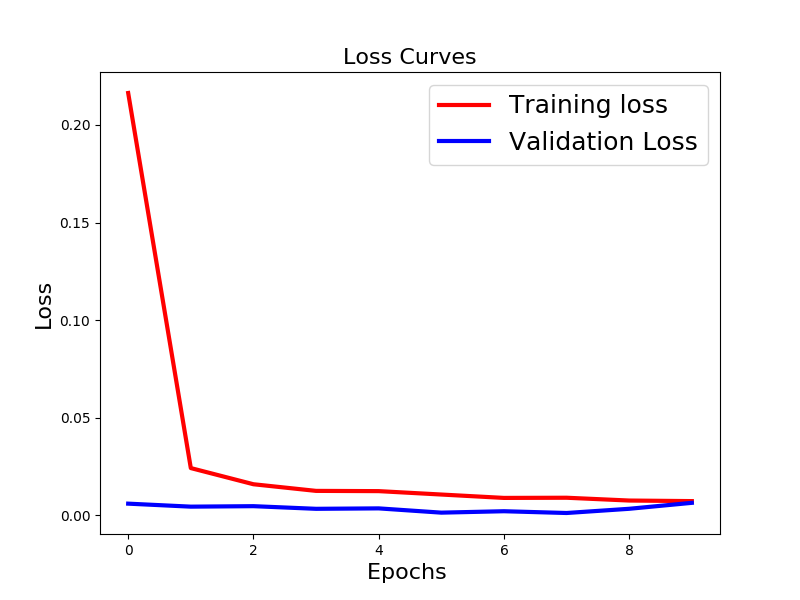 Loss Curves
Training loss
Validation Loss
0.20
0.15
0.10
0.05
0.00
Loss
0 2 4 6 8
Epochs